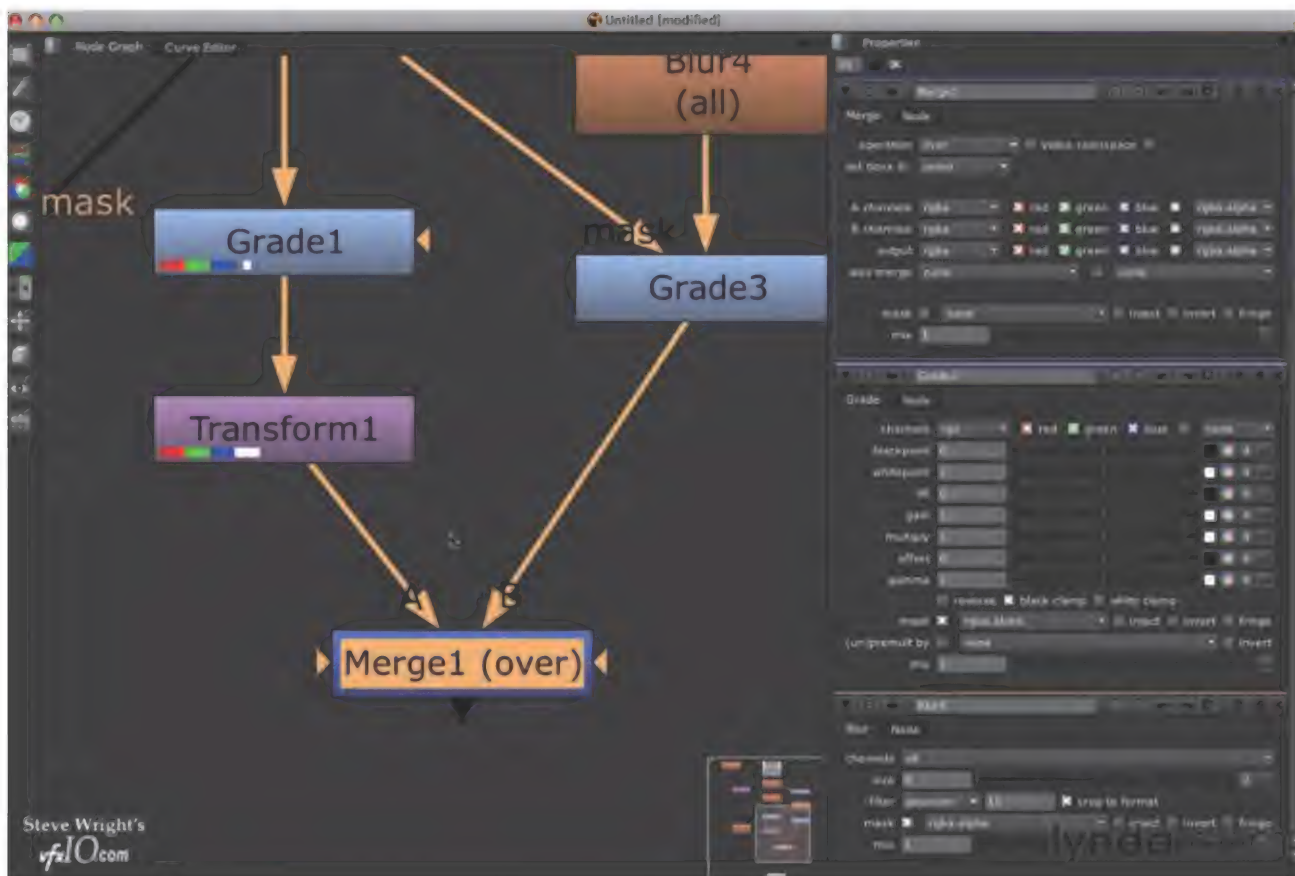 Untitled [modified]
Node Graph Curve Editor
Properties
Blur4
(all)
mask
Grade1
mask
Grade3
Transform1
A B
Merge1 (over)
Steve Wright's
vfxIO.com
Merge Node
operation over Video colorspace
A channels rgba red green blue rgba.alpha
B channels rgba red green blue rgba.alpha
output rgba red green blue rgba.alpha
also merge none none
mask none inject invert fringe
mix 1
Grade Node
channels rgb red green blue none
blackpoint 0
whitepoint 1
lift 0
gain 1
multiply 1
offset 0
gamma 1
reverse black clamp white clamp
mask rgba.alpha inject invert fringe
(un)premult by none invert
mix 1
Blur Node
channels all
size
filter gaussian 15 crop to format
mask rgba.alpha inject invert fringe
mix 1
lynda